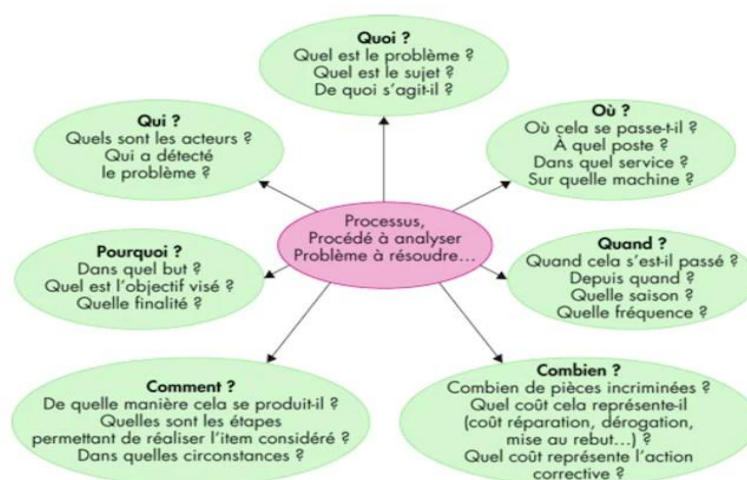 Quoi ?
Quel est le problème ?
Quel est le sujet ?
De quoi s'agit-il ?
Qui ?
Quels sont les acteurs ?
Qui a détecté
le problème ?
Où ?
Où cela se passe-t-il ?
À quel poste ?
Dans quel service ?
Sur quelle machine ?
Processus,
Procédé à analyser
Problème à résoudre...
Pourquoi ?
Dans quel but ?
Quel est l'objectif visé ?
Quelle finalité ?
Quand ?
Quand cela s'est-il passé ?
Depuis quand ?
Quelle saison ?
Quelle fréquence ?
Comment ?
De quelle manière cela se produit-il ?
Quelles sont les étapes
permettant de réaliser l'item considéré ?
Dans quelles circonstances ?
Combien ?
Combien de pièces incriminées ?
Quel coût cela représente-il
(coût réparation, dérogation,
mise au rebut...) ?
Quel coût représente l'action
corrective ?